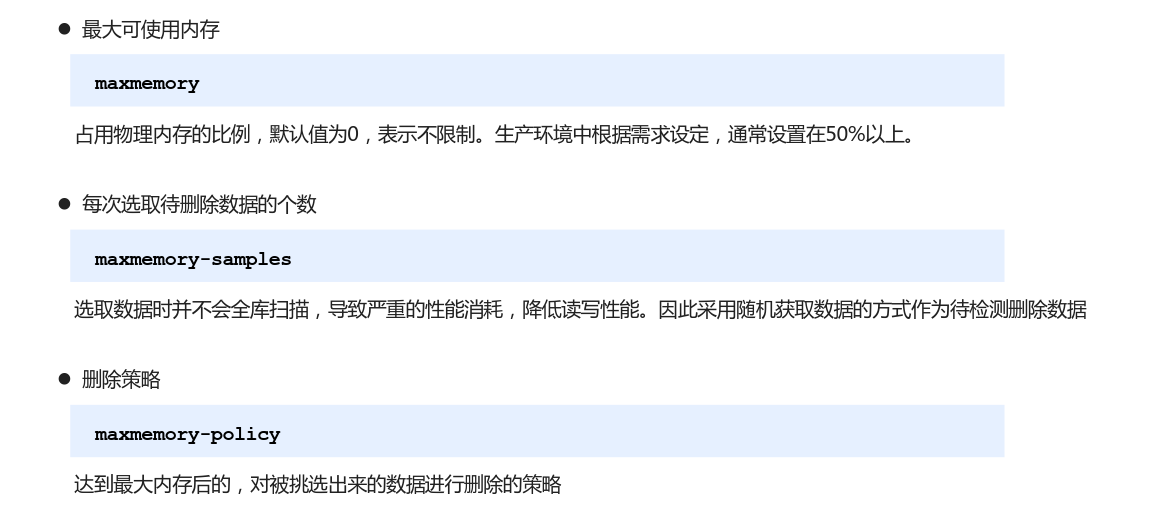 ● 最大可使用内存
maxmemory
占用物理内存的比例，默认值为0，表示不限制。生产环境中根据需求设定，通常设置在50%以上。
● 每次选取待删除数据的个数
maxmemory-samples
选取数据时并不会全库扫描，导致严重的性能消耗，降低读写性能。因此采用随机获取数据的方式作为待检测删除数据
● 删除策略
maxmemory-policy
达到最大内存后的，对被挑选出来的数据进行删除的策略